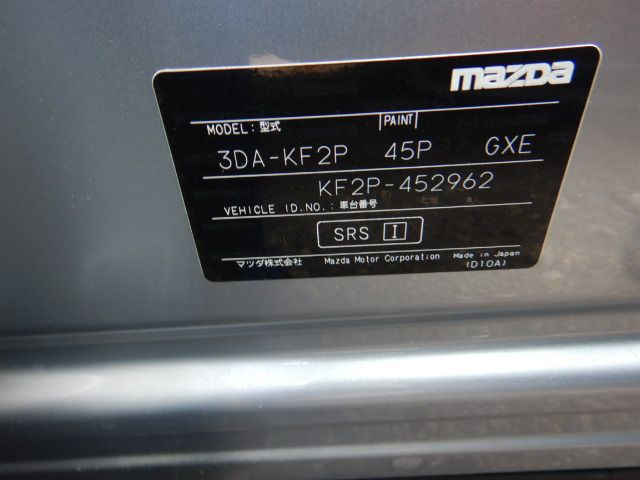 mazda
MODEL: 型式 PAINT
3DA-KF2P 45P GXE
KF2P-452962
VEHICLE I.D.NO.: 車台番号
SRS I
マツダ株式会社 Mazda Motor Corporation Made in Japan
(D10A)